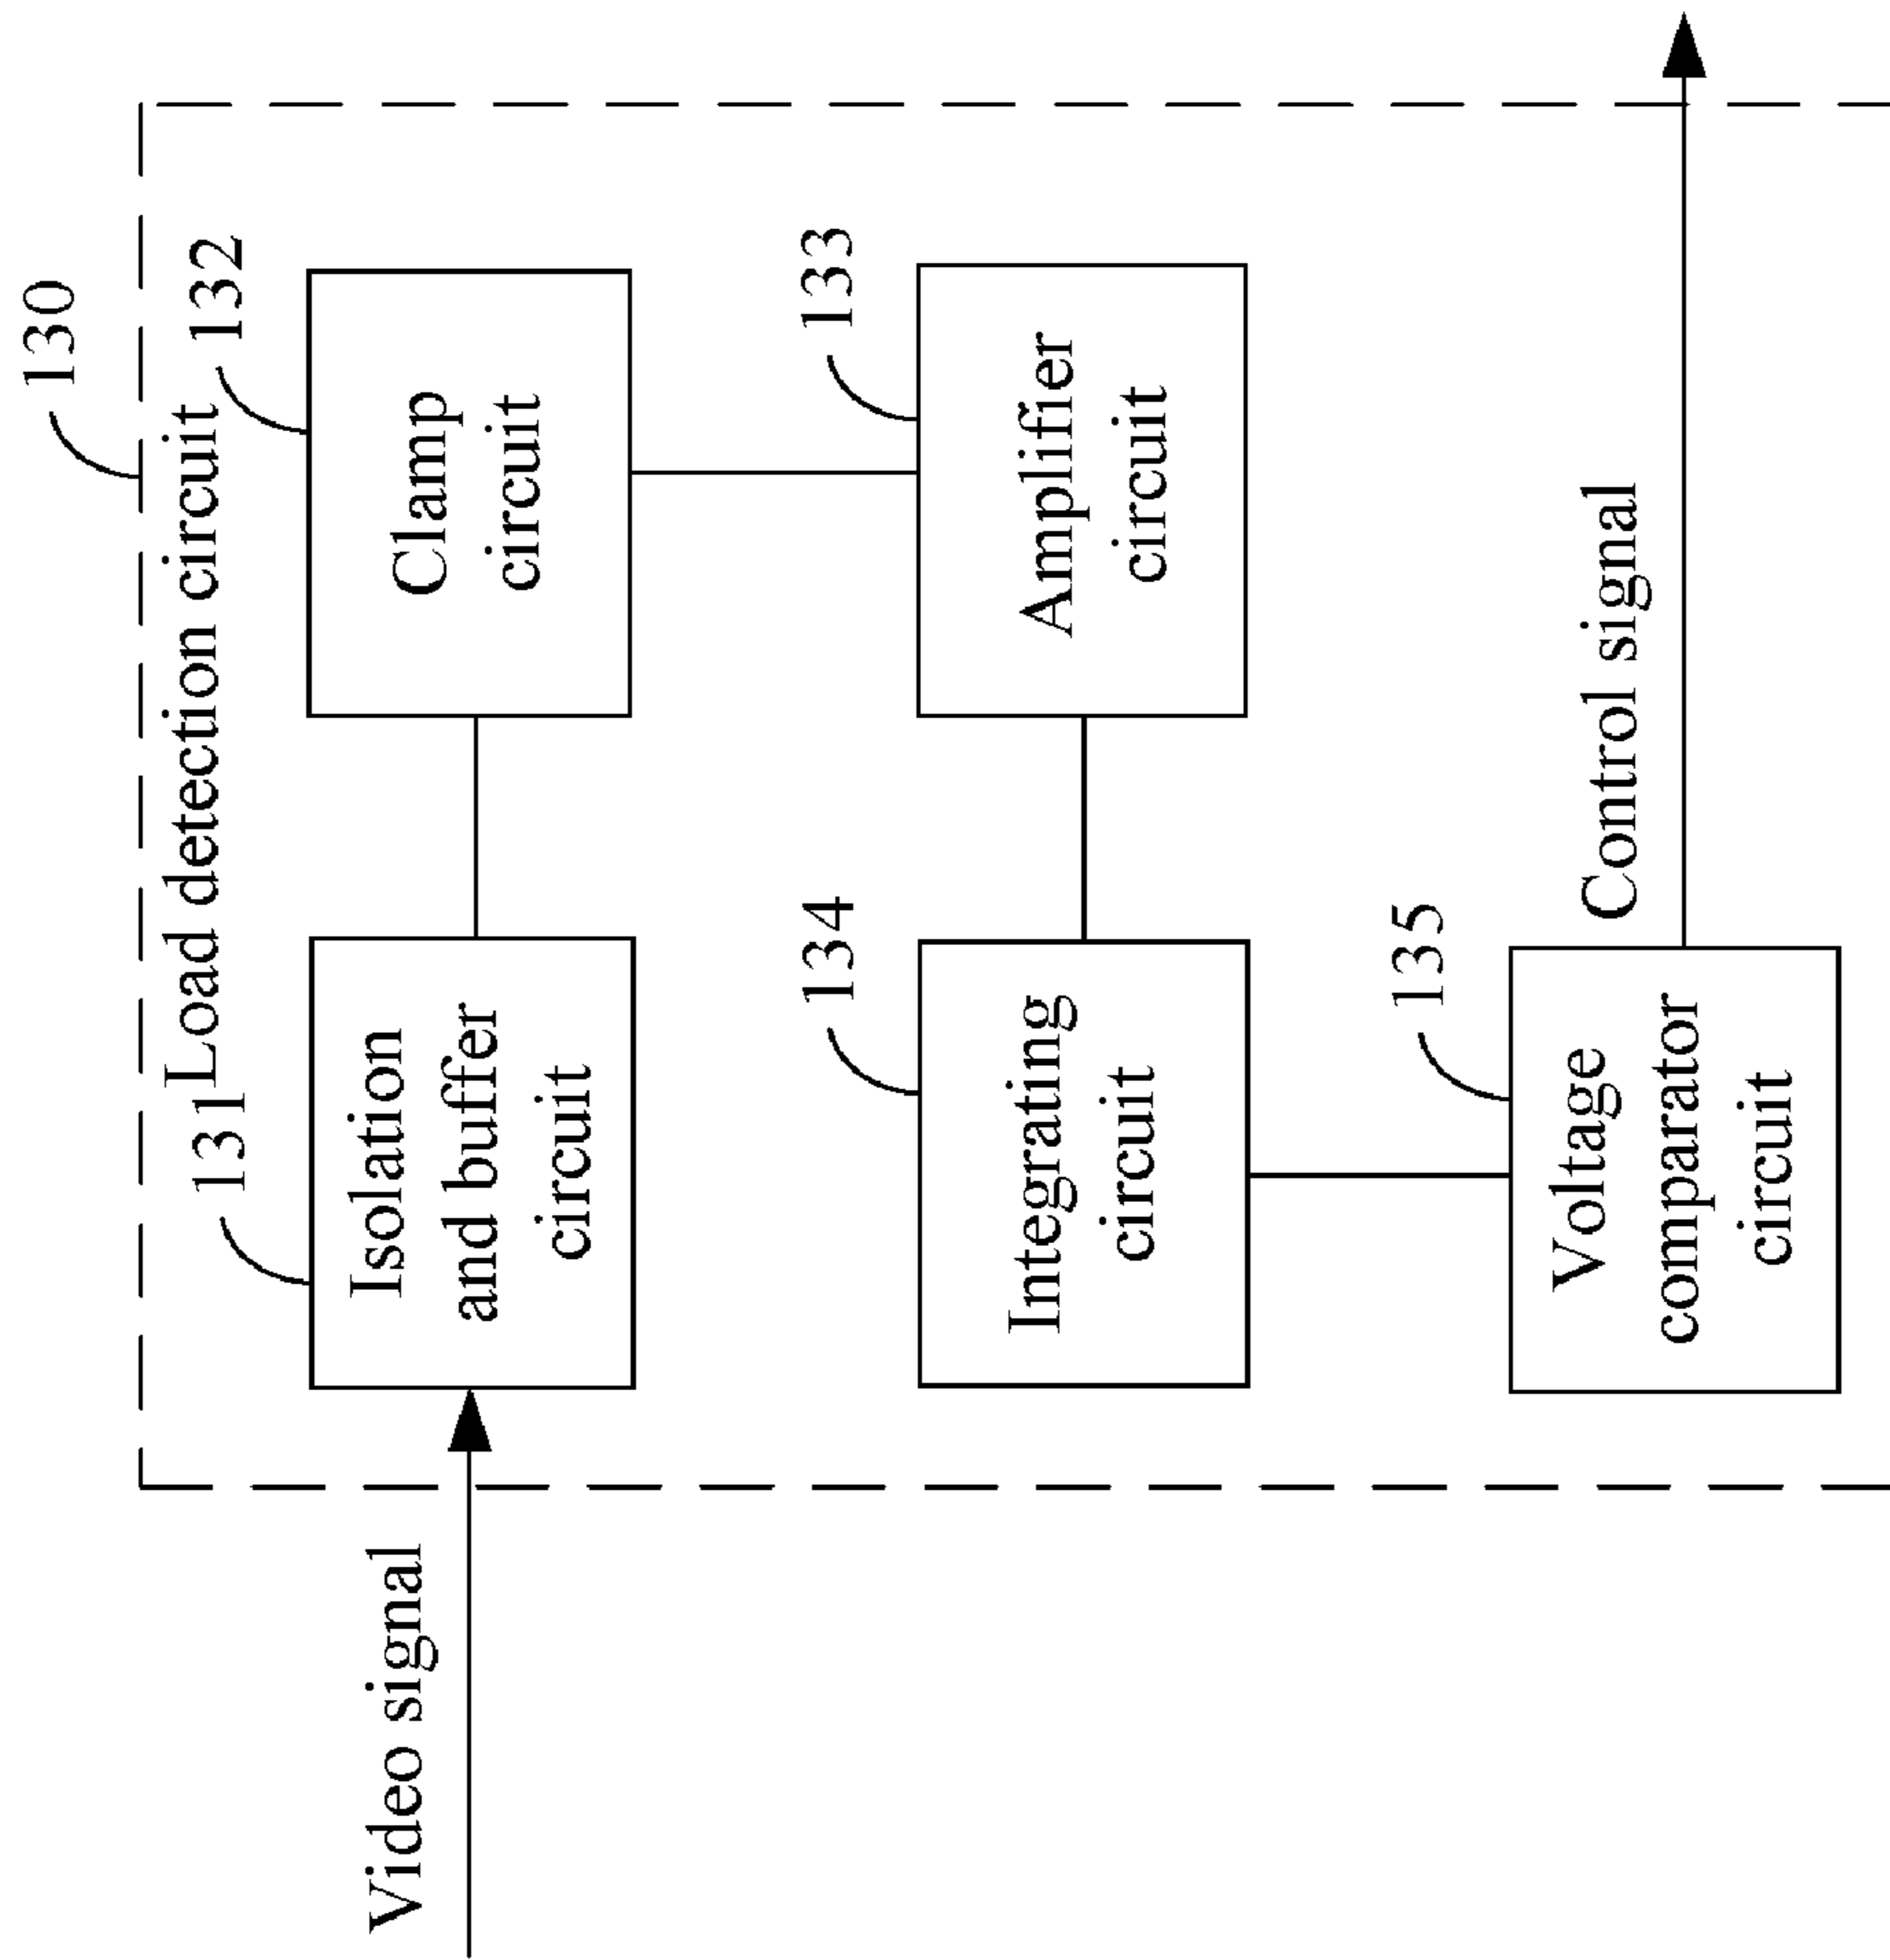 130
Load detection circuit
131
132
Video signal
Isolation
and buffer
circuit
Clamp
circuit
134
133
Integrating
circuit
Amplifier
circuit
135
Voltage
comparator
circuit
Control signal